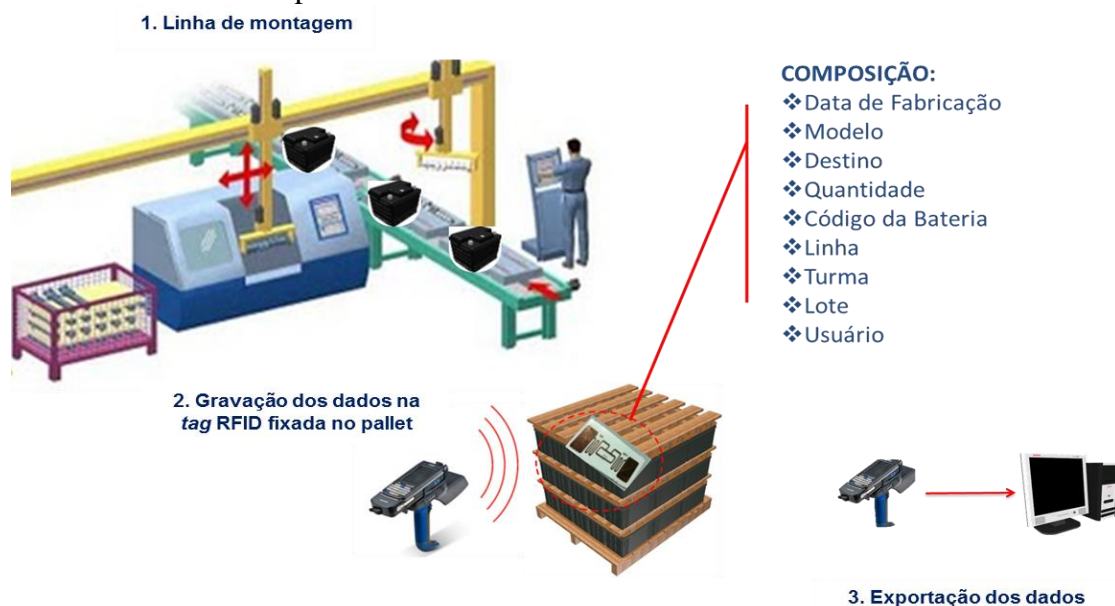 1. Linha de montagem
COMPOSIÇÃO:
❖Data de Fabricação
❖Modelo
❖Destino
❖Quantidade
❖Código da Bateria
❖Linha
❖Turma
❖Lote
❖Usuário
2. Gravação dos dados na
tag RFID fixada no pallet
3. Exportação dos dados